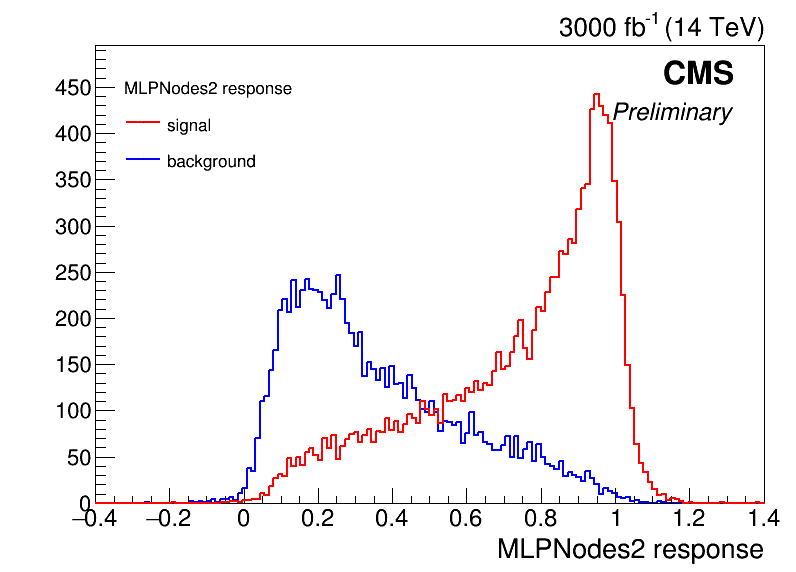 3000 fb⁻¹ (14 TeV)
CMS
Preliminary
MLPNodes2 response
signal
background
450
400
350
300
250
200
150
100
50
0
−0.4 −0.2 0 0.2 0.4 0.6 0.8 1 1.2 1.4
MLPNodes2 response